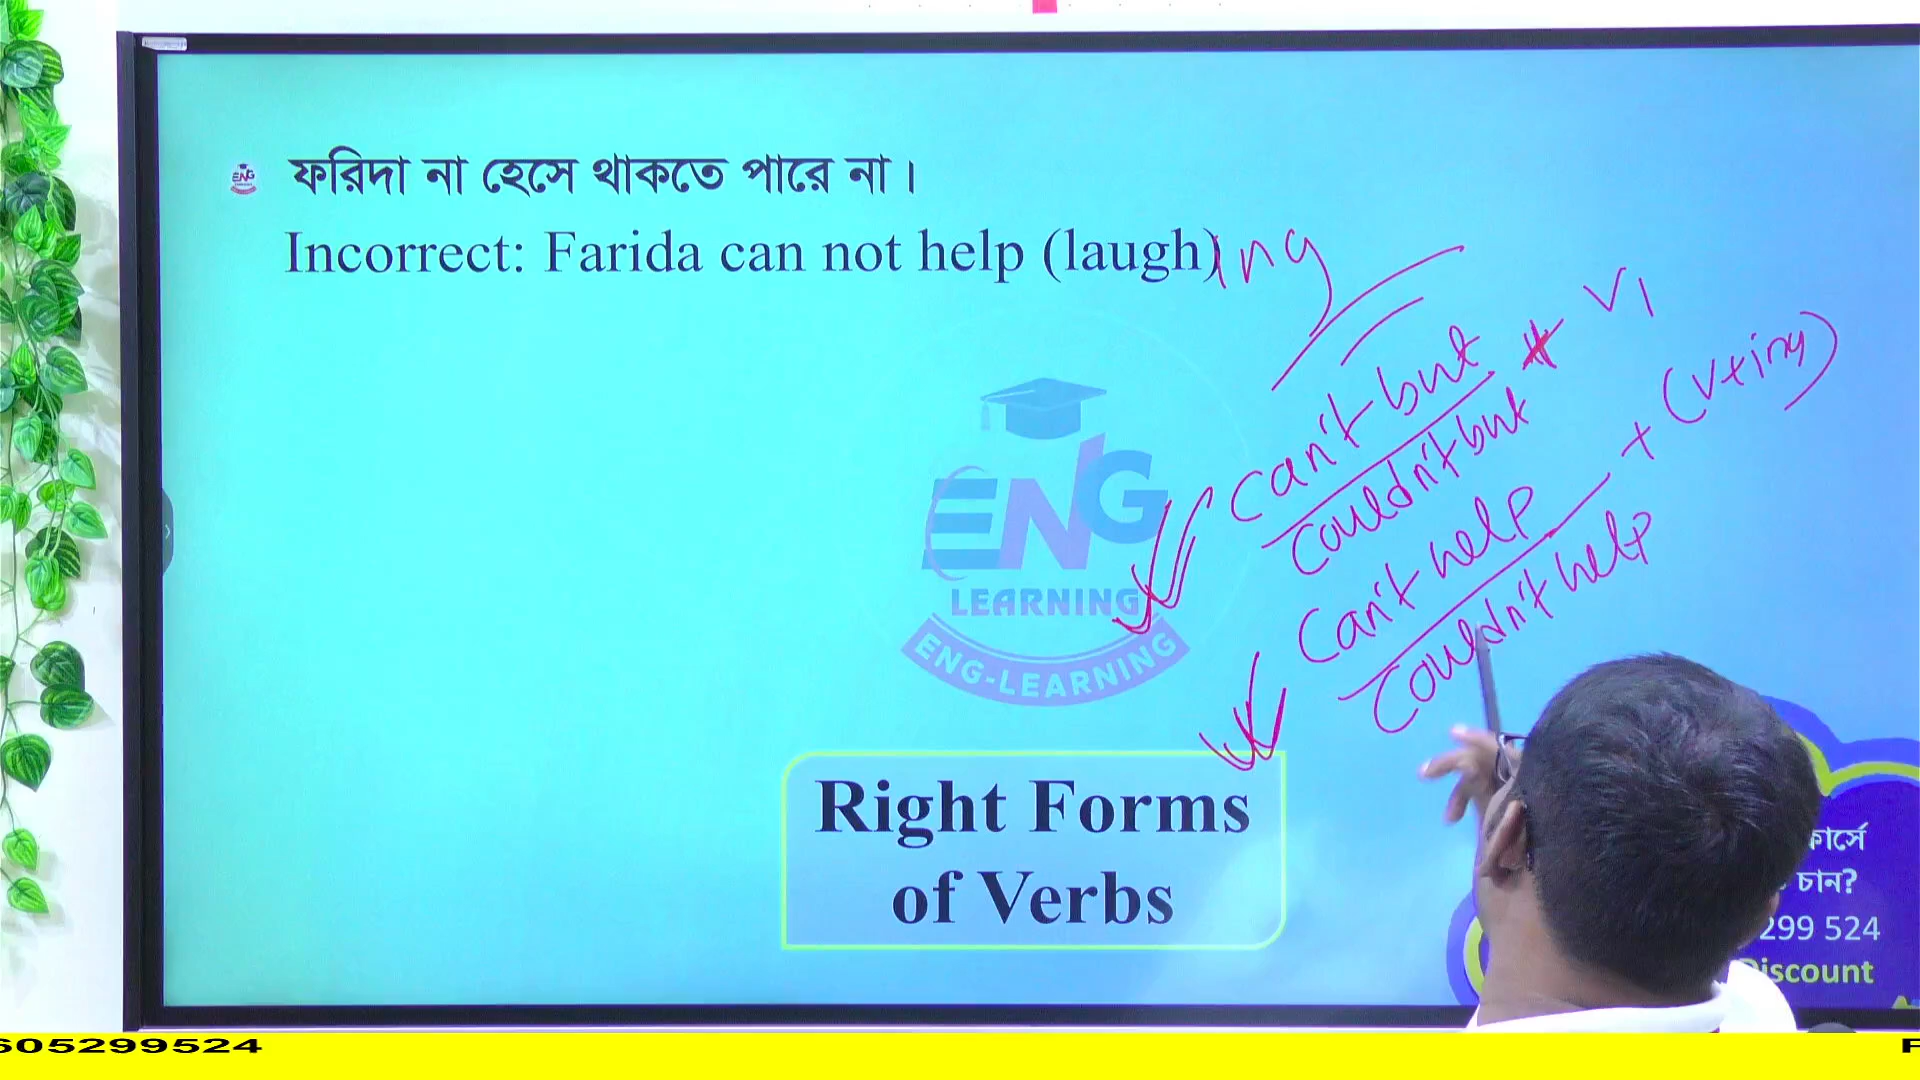 ফরিদা না হেসে থাকতে পারে না।
Incorrect: Farida can not help (laugh)ing
can't but + V1
couldn't but
can't help + (v+ing)
couldn't help
ENG
LEARNING
ENG-LEARNING
Right Forms
of Verbs
চান?
299 524
Discount
605299524